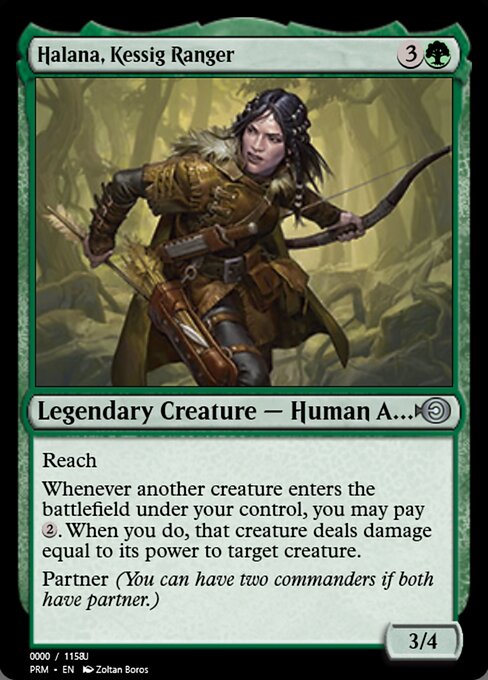 Halana, Kessig Ranger 3
Legendary Creature — Human A...
Reach
Whenever another creature enters the
battlefield under your control, you may pay
2. When you do, that creature deals damage
equal to its power to target creature.
Partner (You can have two commanders if both
have partner.)
3/4
0000 / 1158U
PRM • EN Zoltan Boros